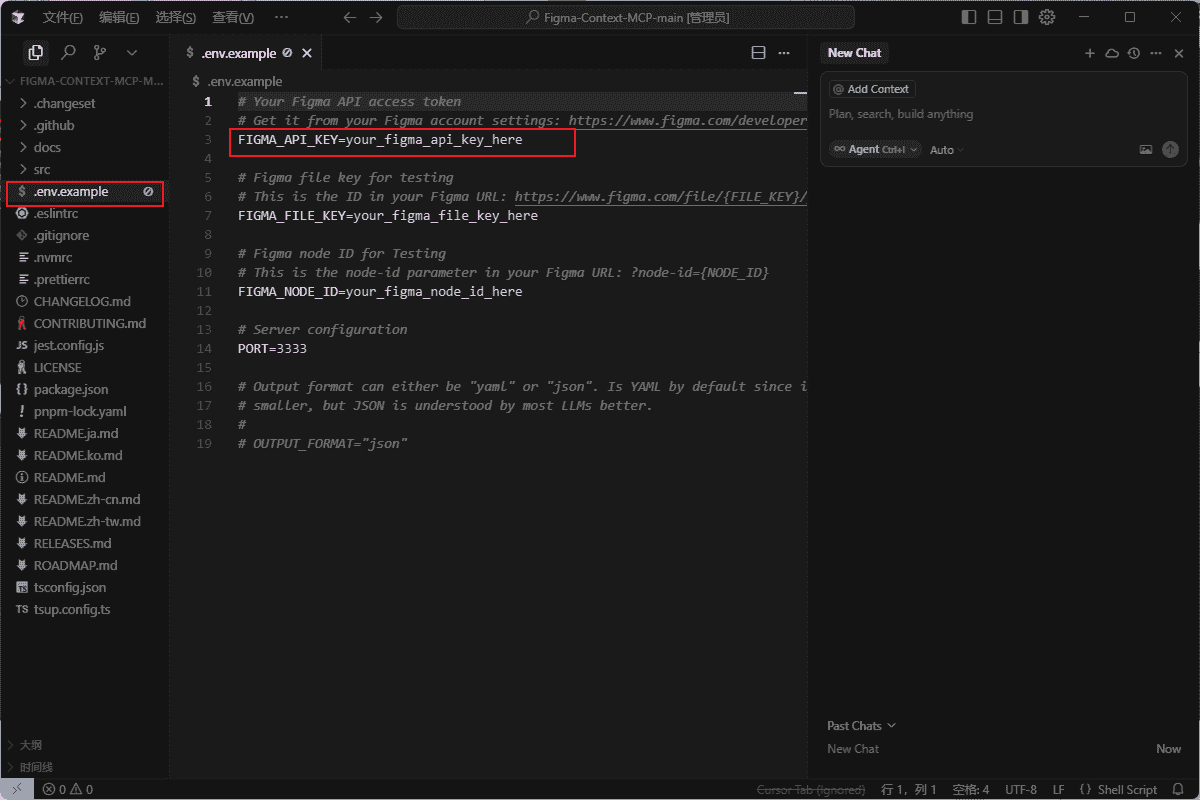 文件(F) 编辑(E) 选择(S) 查看(V) ··· Figma-Context-MCP-main [管理员]
FIGMA-CONTEXT-MCP-M...
.changeset
.github
docs
src
$ .env.example
.eslintrc
.gitignore
.nvmrc
.prettierrc
CHANGELOG.md
CONTRIBUTING.md
JS jest.config.js
LICENSE
{} package.json
! pnpm-lock.yaml
README.ja.md
README.ko.md
README.md
README.zh-cn.md
README.zh-tw.md
RELEASES.md
ROADMAP.md
TS tsconfig.json
TS tsup.config.ts
大纲
时间线
$ .env.example
$ .env.example
1 # Your Figma API access token
2 # Get it from your Figma account settings: https://www.figma.com/developer
3 FIGMA_API_KEY=your_figma_api_key_here
4
5 # Figma file key for testing
6 # This is the ID in your Figma URL: https://www.figma.com/file/{FILE_KEY}/
7 FIGMA_FILE_KEY=your_figma_file_key_here
8
9 # Figma node ID for Testing
10 # This is the node-id parameter in your Figma URL: ?node-id={NODE_ID}
11 FIGMA_NODE_ID=your_figma_node_id_here
12
13 # Server configuration
14 PORT=3333
15
16 # Output format can either be "yaml" or "json". Is YAML by default since i
17 # smaller, but JSON is understood by most LLMs better.
18 #
19 # OUTPUT_FORMAT="json"
New Chat
@ Add Context
Plan, search, build anything
∞ Agent Ctrl+I Auto
Past Chats
New Chat Now
0 0 Cursor Tab (Ignored) 行 1，列 1 空格: 4 UTF-8 LF {} Shell Script